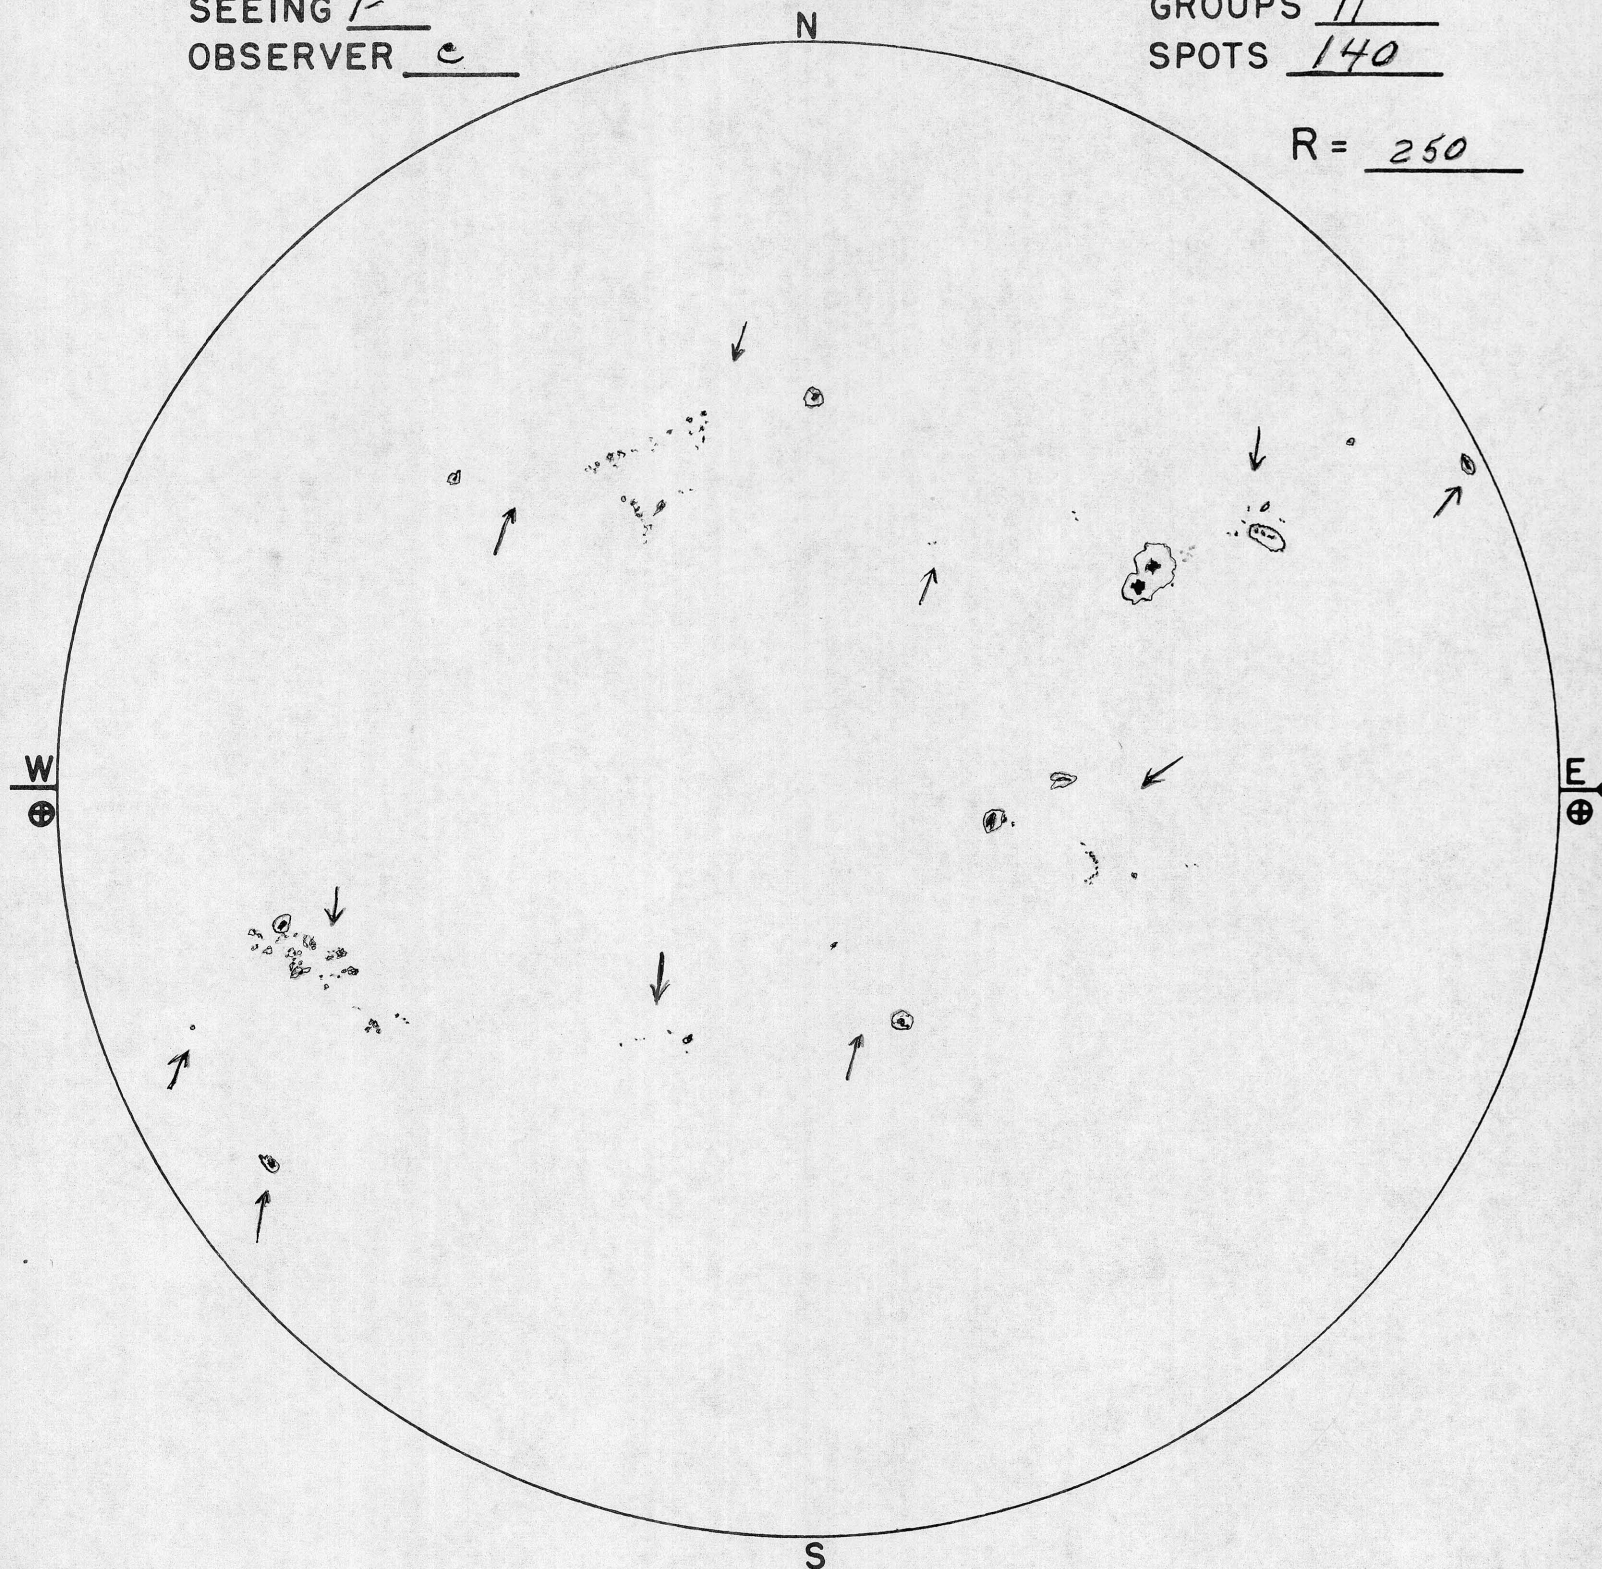 SEEING F
OBSERVER c
GROUPS 11
SPOTS 140
R = 250
N
W
E
S